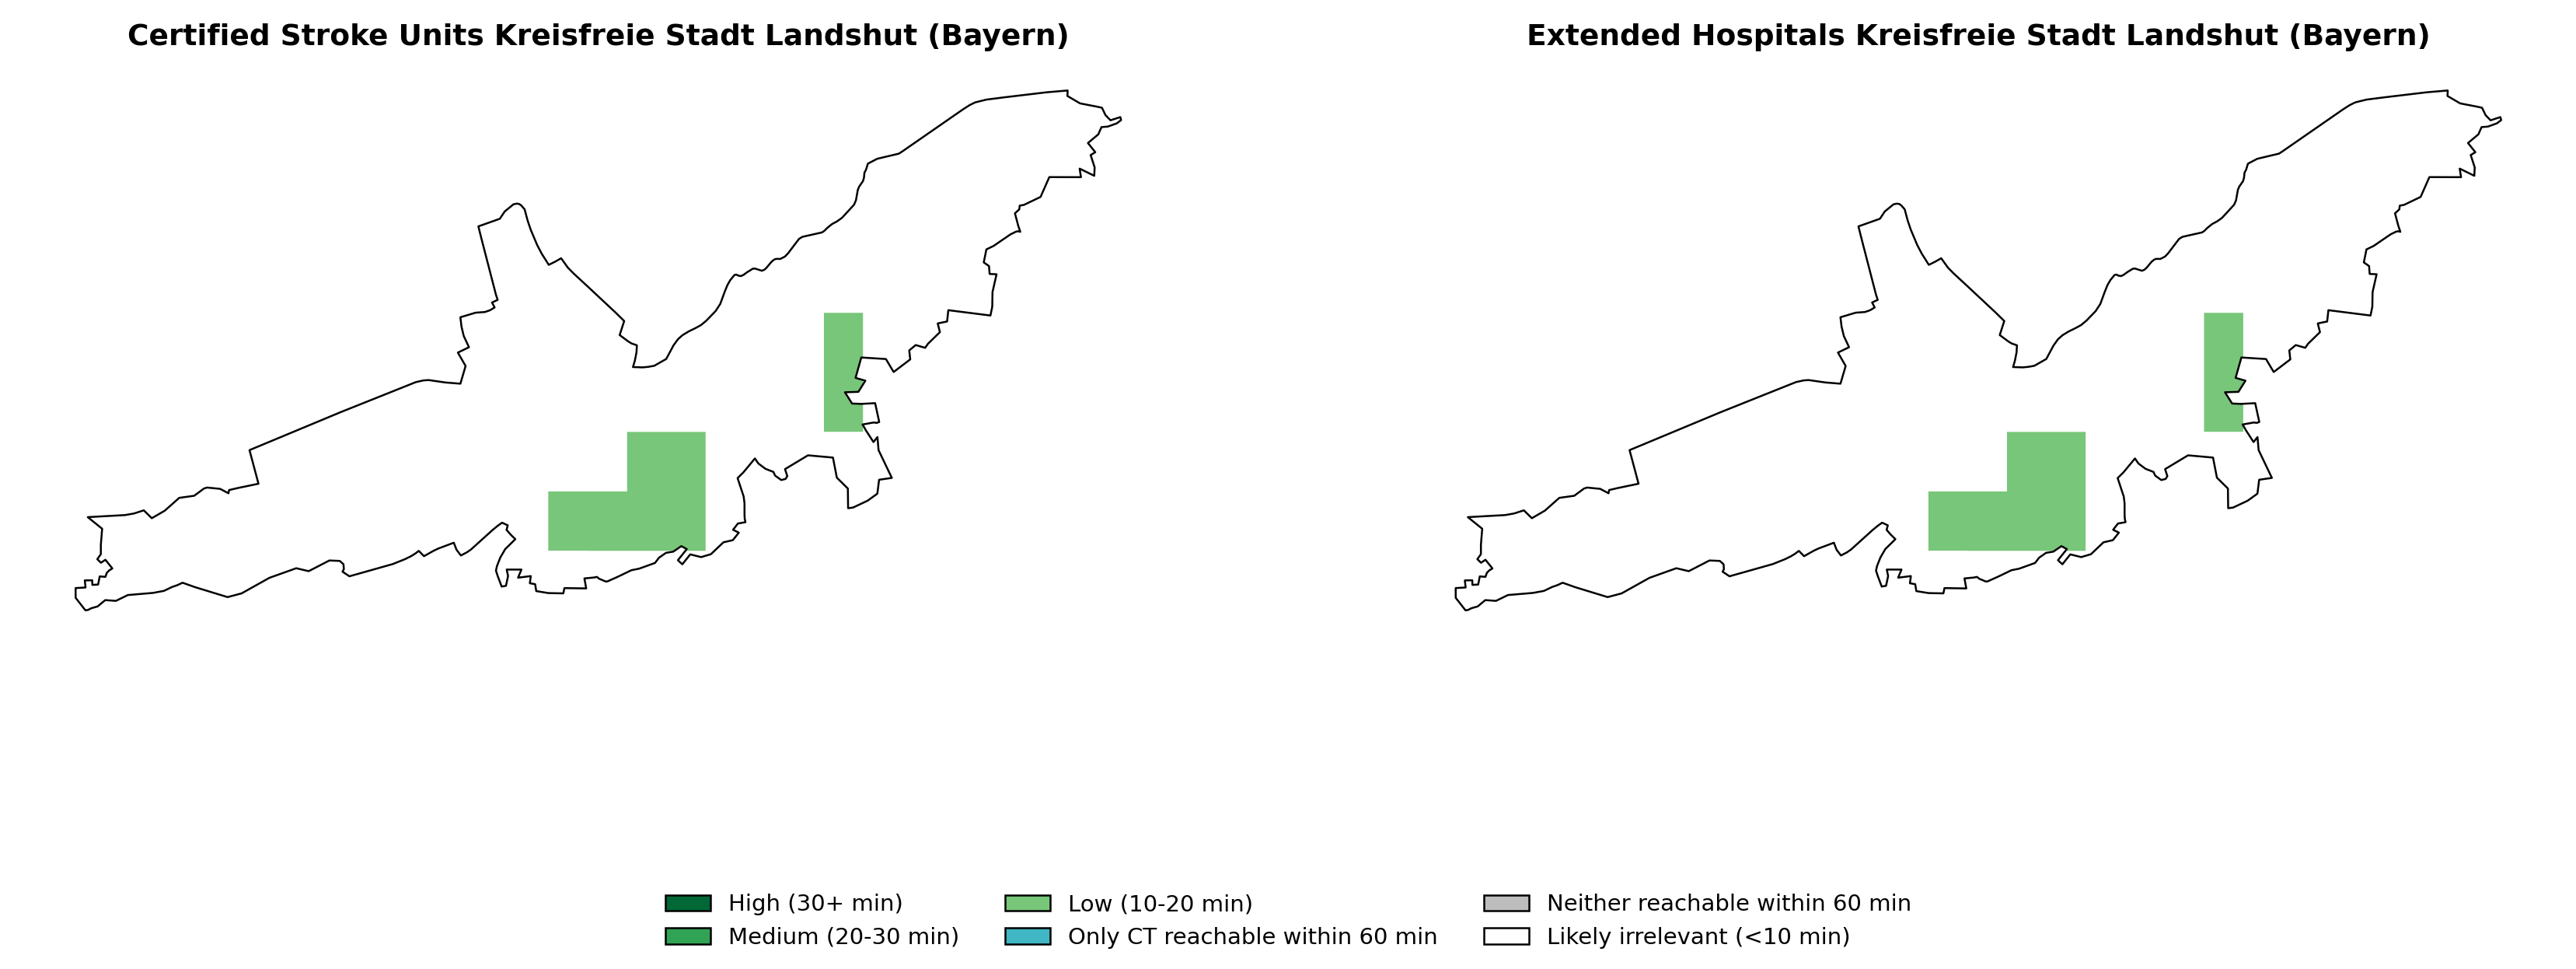 Certified Stroke Units Kreisfreie Stadt Landshut (Bayern)
Extended Hospitals Kreisfreie Stadt Landshut (Bayern)
High (30+ min)
Medium (20-30 min)
Low (10-20 min)
Only CT reachable within 60 min
Neither reachable within 60 min
Likely irrelevant (<10 min)